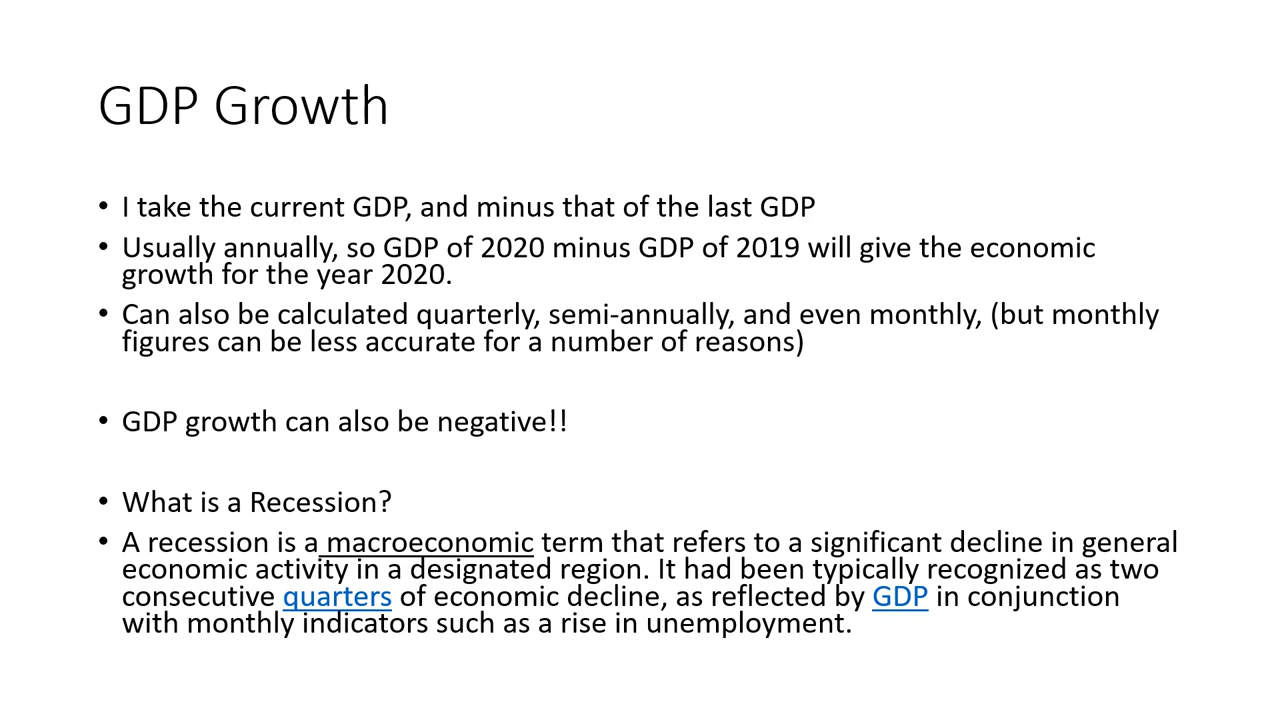 GDP Growth
• I take the current GDP, and minus that of the last GDP
• Usually annually, so GDP of 2020 minus GDP of 2019 will give the economic
growth for the year 2020.
• Can also be calculated quarterly, semi-annually, and even monthly, (but monthly
figures can be less accurate for a number of reasons)
• GDP growth can also be negative!!
• What is a Recession?
• A recession is a macroeconomic term that refers to a significant decline in general
economic activity in a designated region. It had been typically recognized as two
consecutive quarters of economic decline, as reflected by GDP in conjunction
with monthly indicators such as a rise in unemployment.